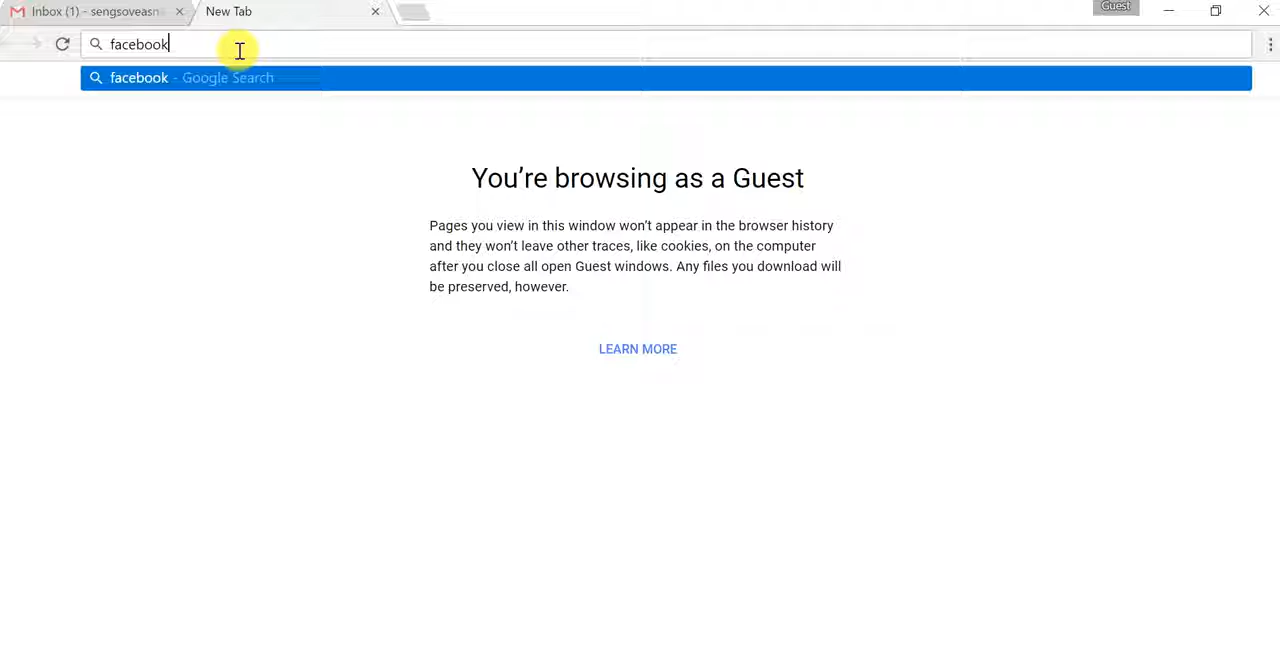 Inbox (1) - sengsoveasn
New Tab
Guest
facebook
facebook - Google Search
You’re browsing as a Guest
Pages you view in this window won’t appear in the browser history
and they won’t leave other traces, like cookies, on the computer
after you close all open Guest windows. Any files you download will
be preserved, however.
LEARN MORE